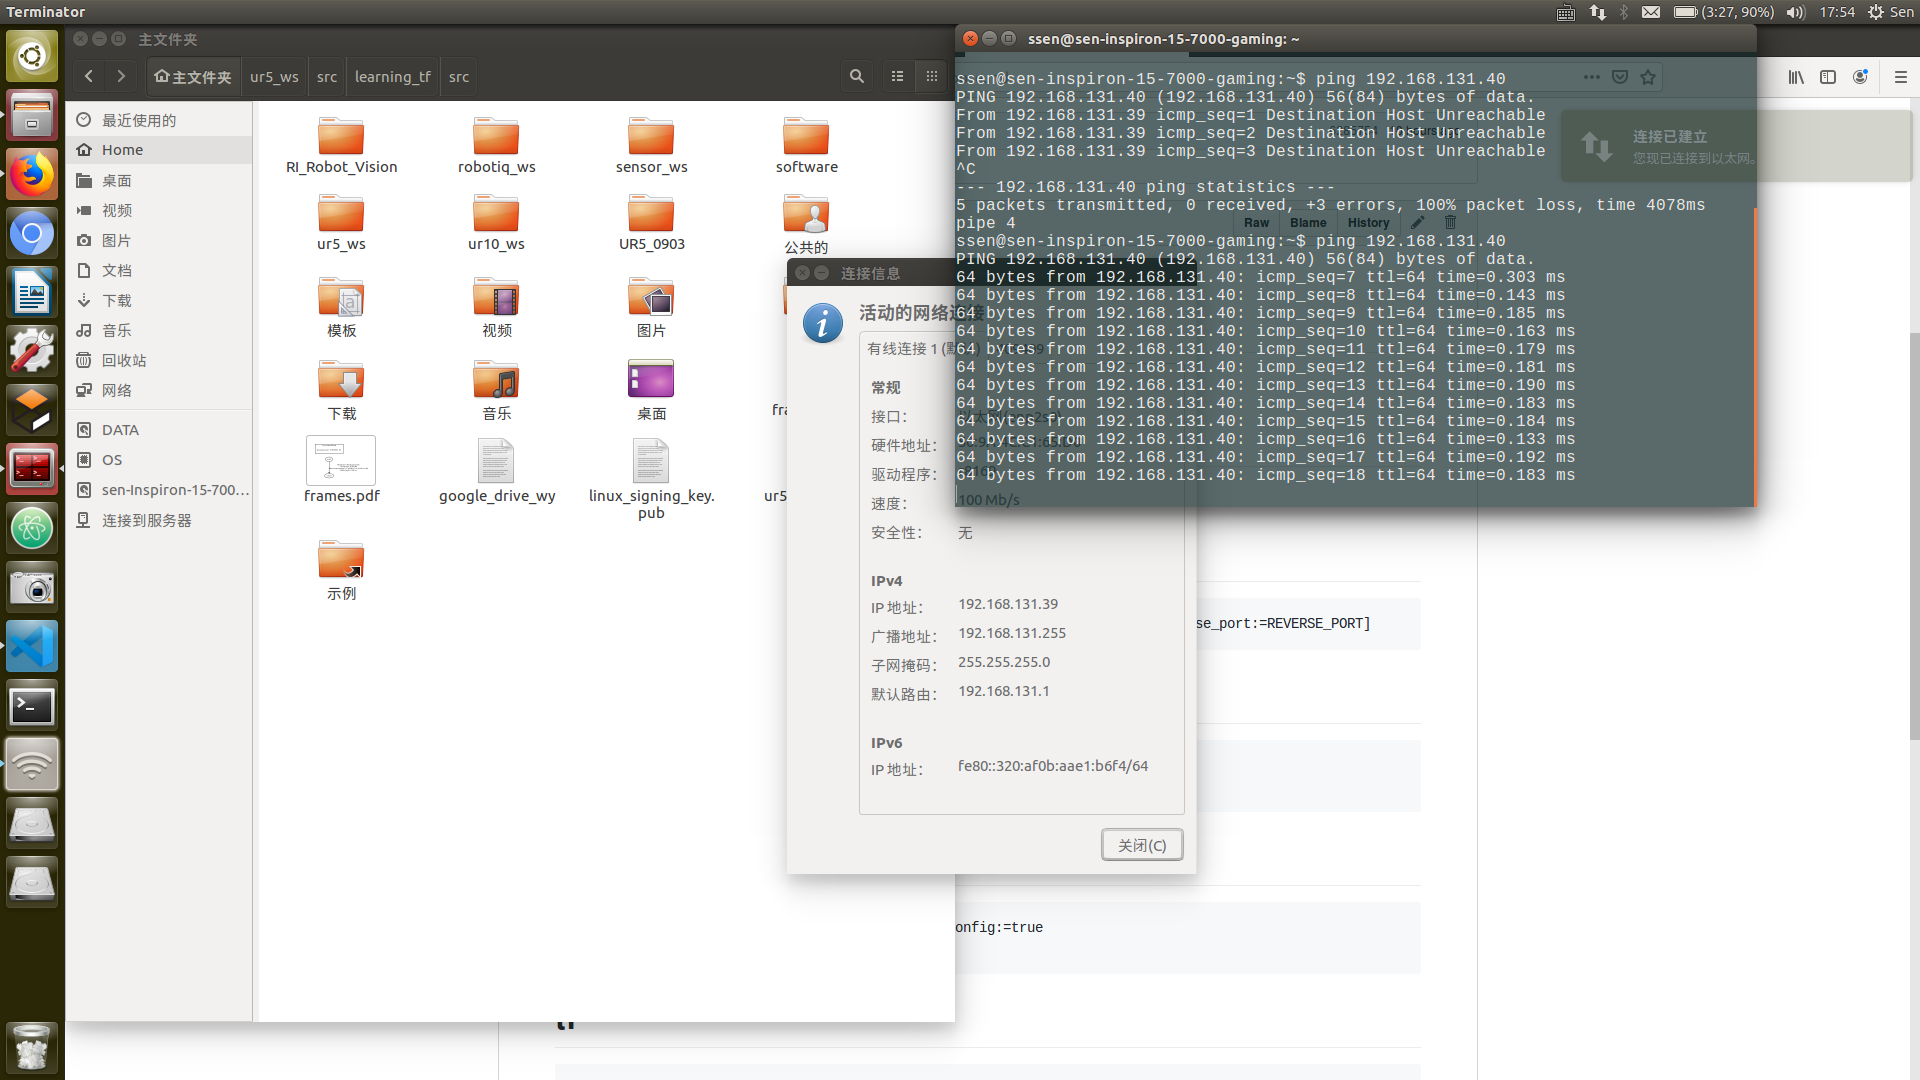 Terminator
(3:27, 90%)
17:54
Sen
主文件夹
主文件夹
ur5_ws
src
learning_tf
src
最近使用的
Home
桌面
视频
图片
文档
下载
音乐
回收站
网络
DATA
OS
sen-Inspiron-15-700...
连接到服务器
RI_Robot_Vision
robotiq_ws
sensor_ws
software
ur5_ws
ur10_ws
UR5_0903
公共的
模板
视频
图片
下载
音乐
桌面
frames.pdf
google_drive_wy
linux_signing_key.
pub
示例
ssen@sen-inspiron-15-7000-gaming: ~
ssen@sen-inspiron-15-7000-gaming:~$ ping 192.168.131.40
PING 192.168.131.40 (192.168.131.40) 56(84) bytes of data.
From 192.168.131.39 icmp_seq=1 Destination Host Unreachable
From 192.168.131.39 icmp_seq=2 Destination Host Unreachable
From 192.168.131.39 icmp_seq=3 Destination Host Unreachable
^C
--- 192.168.131.40 ping statistics ---
5 packets transmitted, 0 received, +3 errors, 100% packet loss, time 4078ms
pipe 4
ssen@sen-inspiron-15-7000-gaming:~$ ping 192.168.131.40
PING 192.168.131.40 (192.168.131.40) 56(84) bytes of data.
64 bytes from 192.168.131.40: icmp_seq=7 ttl=64 time=0.303 ms
64 bytes from 192.168.131.40: icmp_seq=8 ttl=64 time=0.143 ms
64 bytes from 192.168.131.40: icmp_seq=9 ttl=64 time=0.185 ms
64 bytes from 192.168.131.40: icmp_seq=10 ttl=64 time=0.163 ms
64 bytes from 192.168.131.40: icmp_seq=11 ttl=64 time=0.179 ms
64 bytes from 192.168.131.40: icmp_seq=12 ttl=64 time=0.181 ms
64 bytes from 192.168.131.40: icmp_seq=13 ttl=64 time=0.190 ms
64 bytes from 192.168.131.40: icmp_seq=14 ttl=64 time=0.183 ms
64 bytes from 192.168.131.40: icmp_seq=15 ttl=64 time=0.184 ms
64 bytes from 192.168.131.40: icmp_seq=16 ttl=64 time=0.133 ms
64 bytes from 192.168.131.40: icmp_seq=17 ttl=64 time=0.192 ms
64 bytes from 192.168.131.40: icmp_seq=18 ttl=64 time=0.183 ms
Raw
Blame
History
连接已建立
您现已连接到以太网。
连接信息
活动的网络连接
有线连接 1
常规
接口：
硬件地址：
驱动程序：
速度：
100 Mb/s
安全性：
无
IPv4
IP 地址：
192.168.131.39
广播地址：
192.168.131.255
子网掩码：
255.255.255.0
默认路由：
192.168.131.1
IPv6
IP 地址：
fe80::320:af0b:aae1:b6f4/64
关闭(C)
se_port:=REVERSE_PORT]
onfig:=true